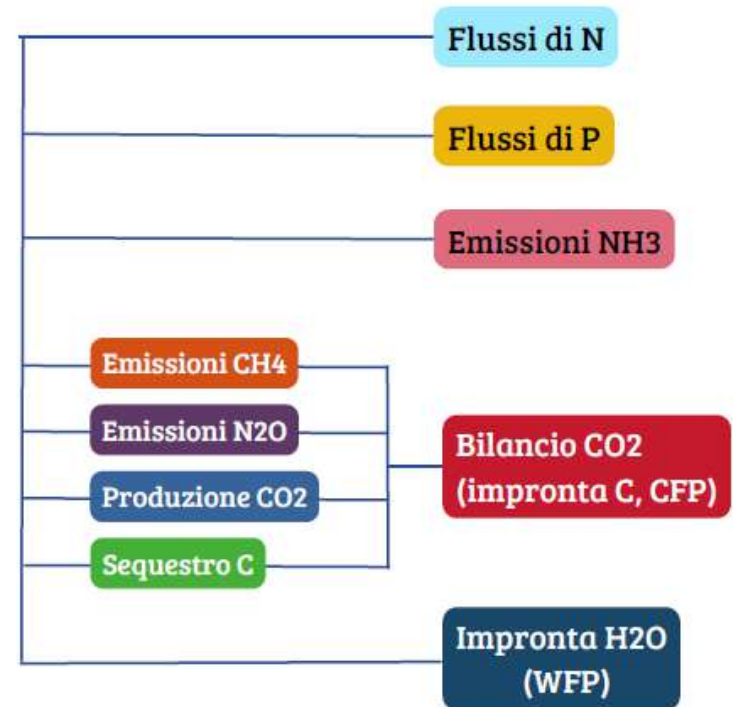 Flussi di N
Flussi di P
Emissioni NH3
Emissioni CH4
Emissioni N2O
Produzione CO2
Sequestro C
Bilancio CO2
(impronta C, CFP)
Impronta H2O
(WFP)